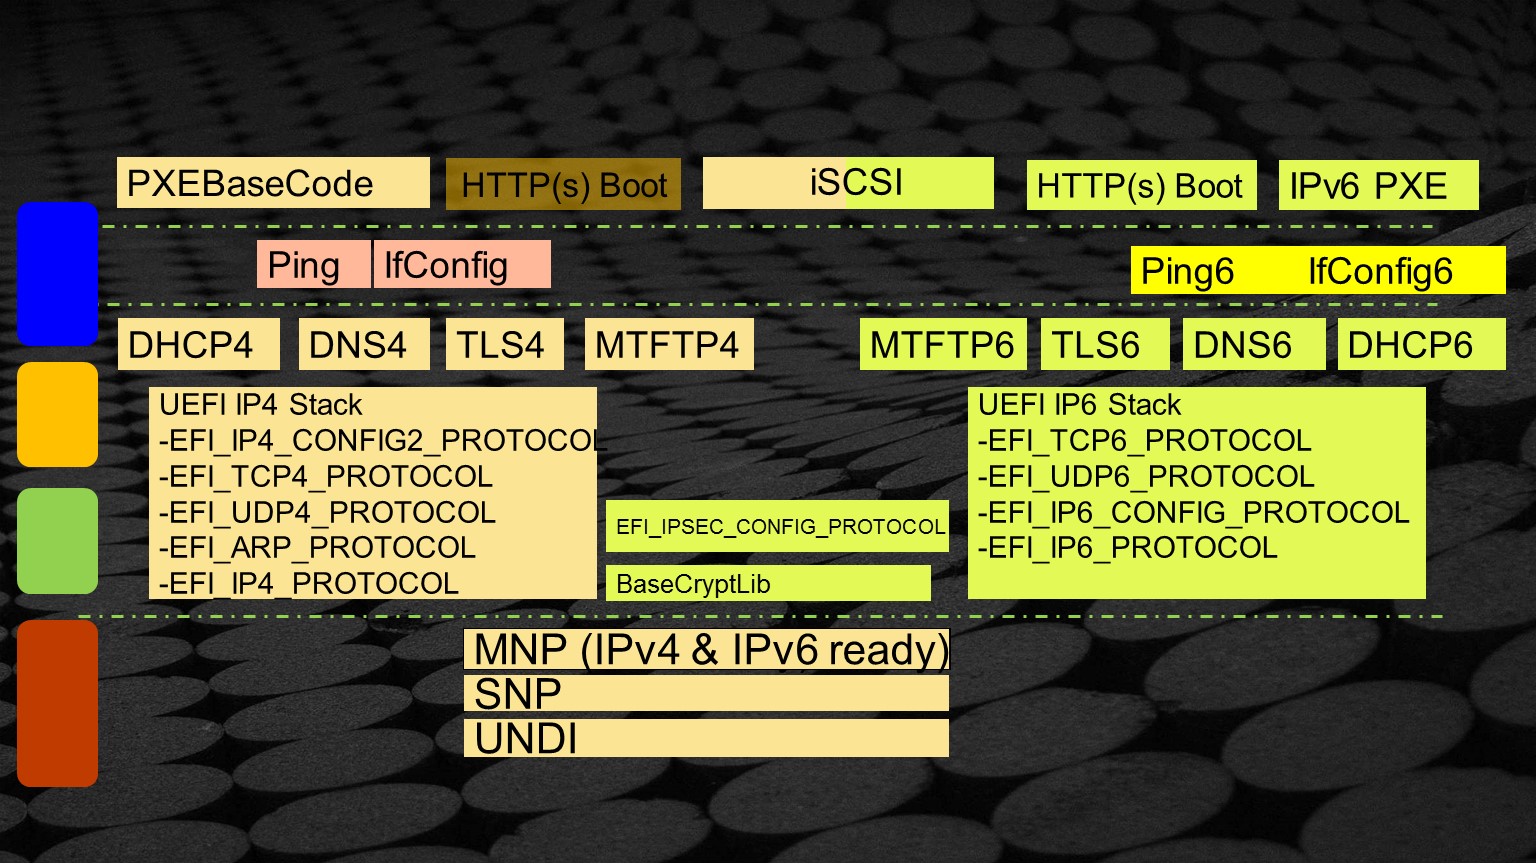 PXEBaseCode
HTTP(s) Boot
iSCSI
HTTP(s) Boot
IPv6 PXE
Ping
IfConfig
Ping6
IfConfig6
DHCP4
DNS4
TLS4
MTFTP4
MTFTP6
TLS6
DNS6
DHCP6
UEFI IP4 Stack
-EFI_IP4_CONFIG2_PROTOCOL
-EFI_TCP4_PROTOCOL
-EFI_UDP4_PROTOCOL
-EFI_ARP_PROTOCOL
-EFI_IP4_PROTOCOL
EFI_IPSEC_CONFIG_PROTOCOL
BaseCryptLib
UEFI IP6 Stack
-EFI_TCP6_PROTOCOL
-EFI_UDP6_PROTOCOL
-EFI_IP6_CONFIG_PROTOCOL
-EFI_IP6_PROTOCOL
MNP (IPv4 & IPv6 ready)
SNP
UNDI